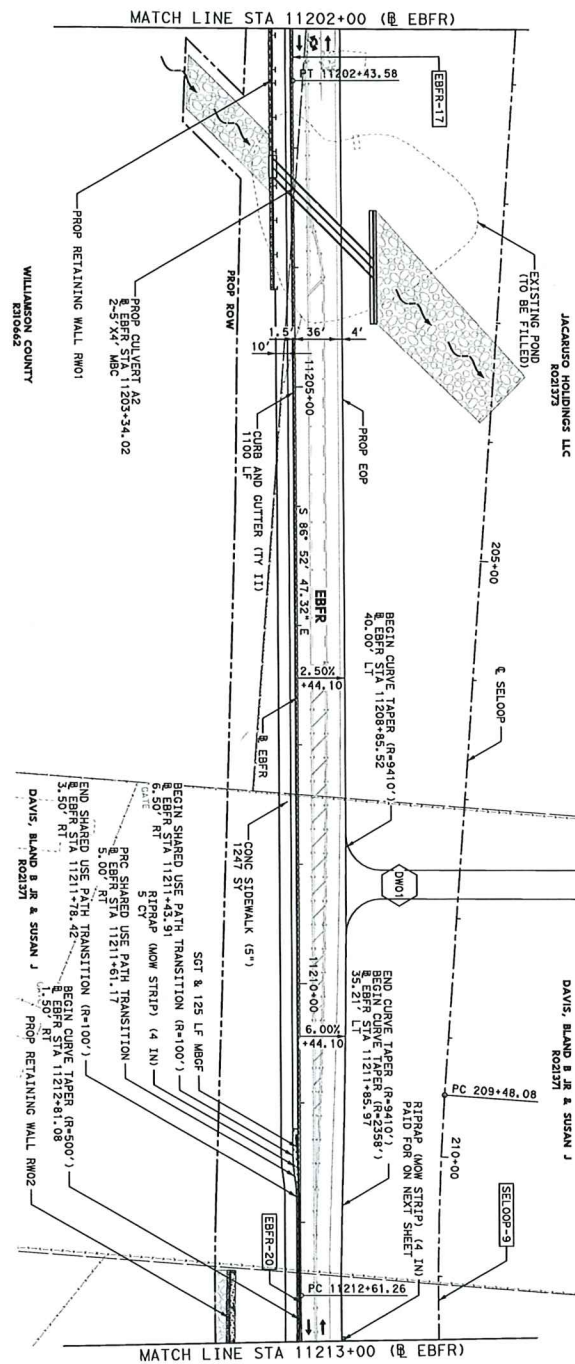 MATCH LINE STA 11202+00 (B EBFR)
PT 11202+43.58
EBFR-17
EXISTING POND
(TO BE FILLED)
JACARUSO HOLDINGS LLC
R021373
PROP RETAINING WALL RW01
WILLIAMSON COUNTY
R310662
PROP CULVERT A2
B EBFR STA 11203+34.02
2-5'X4' MBC
PROP ROW
1.5'
36'
4'
10'
11205+00
PROP EOP
CURB AND GUTTER (TY II)
1100 LF
S 86° 52' 47.32" E
EBFR
205+00
BEGIN CURVE TAPER (R=9410')
B EBFR STA 11208+85.52
40.00' LT
2.50%
+44.10
C SELOOP
B EBFR
CONC SIDEWALK (5")
1247 SY
GATE
DW01
11210+00
6.00%
+44.10
SGT & 125 LF MBGF
RIPRAP (MOW STRIP) (4 IN)
5 CY
BEGIN SHARED USE PATH TRANSITION (R=100')
B EBFR STA 11211+43.91
6.50' RT
PRC SHARED USE PATH TRANSITION
B EBFR STA 11211+61.17
5.00' RT
END SHARED USE PATH TRANSITION (R=100')
B EBFR STA 11211+78.42
3.50' RT
BEGIN CURVE TAPER (R=500')
B EBFR STA 11212+81.08
1.50' RT
PROP RETAINING WALL RW02
DAVIS, BLAND B JR & SUSAN J
R021371
END CURVE TAPER (R=9410')
BEGIN CURVE TAPER (R=2358')
B EBFR STA 11211+85.97
35.21' LT
RIPRAP (MOW STRIP) (4 IN)
PAID FOR ON NEXT SHEET
DAVIS, BLAND B JR & SUSAN J
R021371
PC 209+48.08
210+00
SELOOP-9
EBFR-20
PC 11212+61.26
MATCH LINE STA 11213+00 (B EBFR)